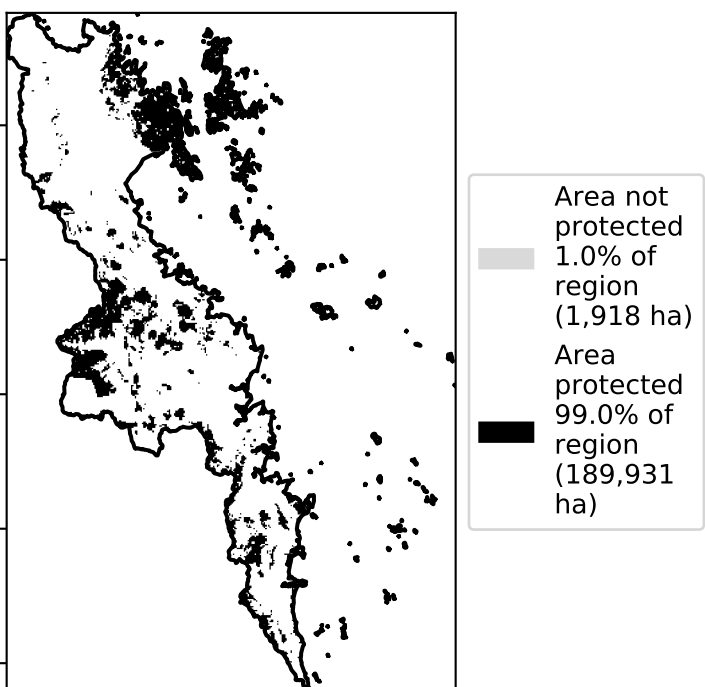 Area not
protected
1.0% of
region
(1,918 ha)
Area
protected
99.0% of
region
(189,931
ha)